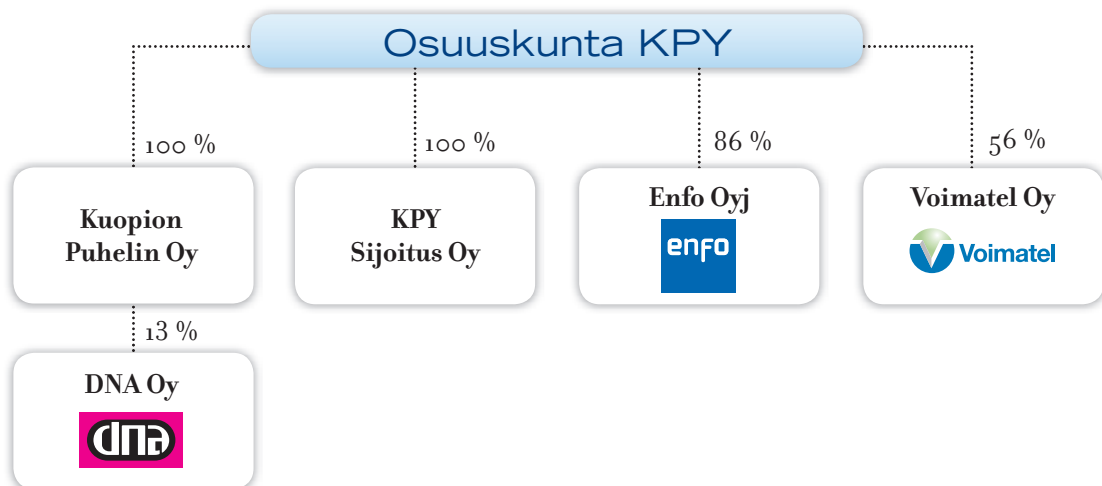 Osuuskunta KPY
100 %
100 %
86 %
56 %
Kuopion
Puhelin Oy
KPY
Sijoitus Oy
Enfo Oyj
enfo
Voimatel Oy
Voimatel
13 %
DNA Oy
dna